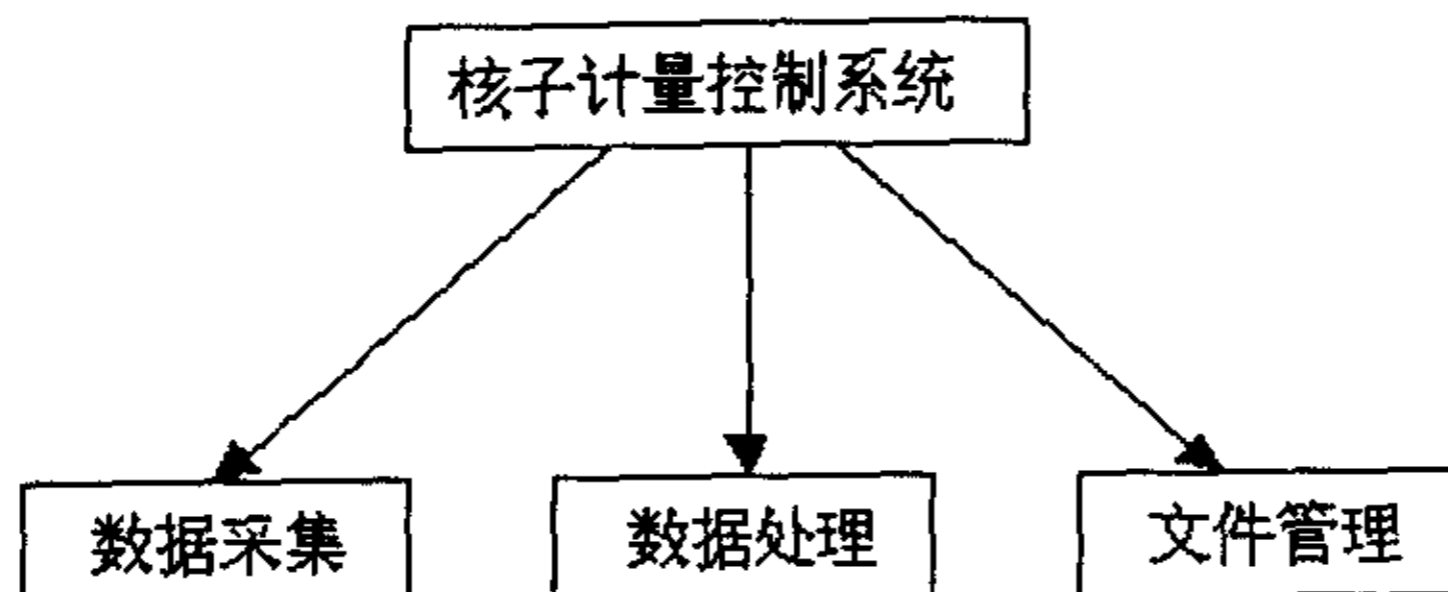 核子计量控制系统
数据采集
数据处理
文件管理